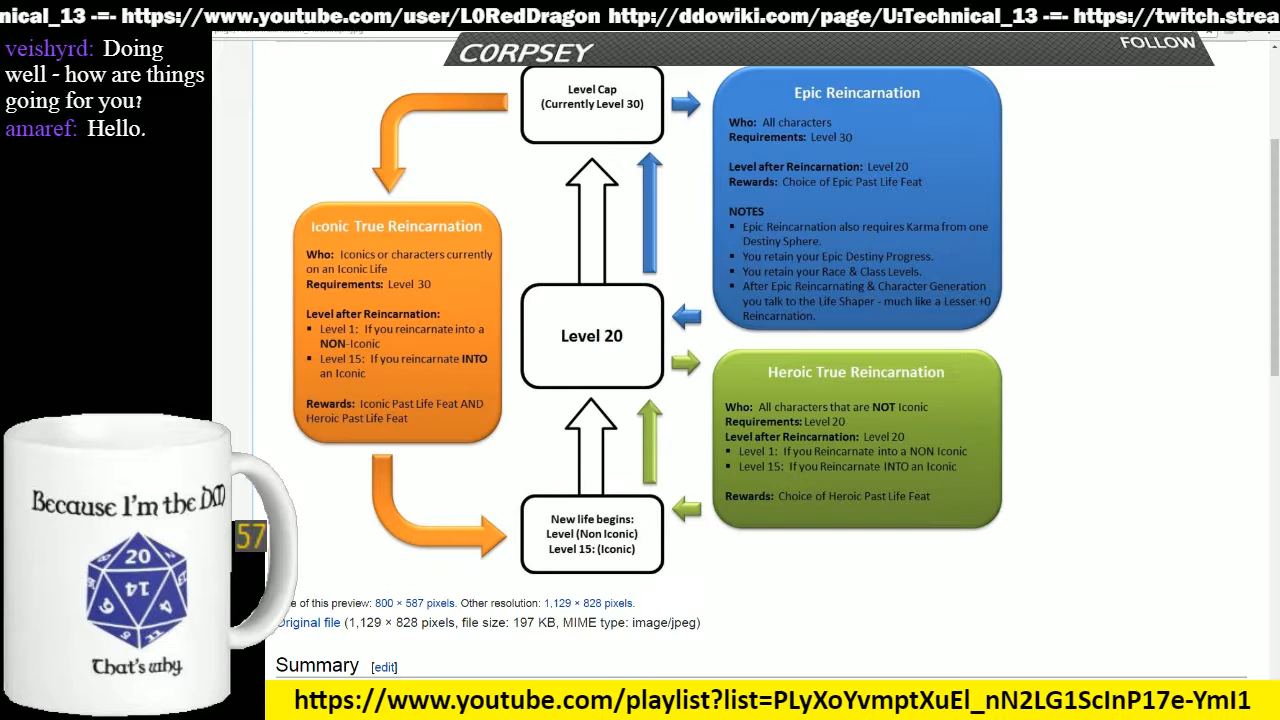 nical_13 -=- https://www.youtube.com/user/L0RedDragon http://ddowiki.com/page/U:Technical_13 -=- https://twitch.strea
veishyrd: Doing
well - how are things
going for you?
amaref: Hello.
CORPSEY
FOLLOW
Level Cap
(Currently Level 30)
Epic Reincarnation
Who: All characters
Requirements: Level 30
Level after Reincarnation: Level 20
Rewards: Choice of Epic Past Life Feat
NOTES
▪ Epic Reincarnation also requires Karma from one
Destiny Sphere.
▪ You retain your Epic Destiny Progress.
▪ You retain your Race & Class Levels.
▪ After Epic Reincarnating & Character Generation
you talk to the Life Shaper - much like a Lesser +0
Reincarnation.
Iconic True Reincarnation
Who: Iconics or characters currently
on an Iconic Life
Requirements: Level 30
Level after Reincarnation:
▪ Level 1: If you reincarnate into a
NON-Iconic
▪ Level 15: If you reincarnate INTO
an Iconic
Rewards: Iconic Past Life Feat AND
Heroic Past Life Feat
Level 20
Heroic True Reincarnation
Who: All characters that are NOT Iconic
Requirements: Level 20
Level after Reincarnation: Level 20
▪ Level 1: If you Reincarnate into a NON Iconic
▪ Level 15: If you Reincarnate INTO an Iconic
Rewards: Choice of Heroic Past Life Feat
New life begins:
Level (Non Iconic)
Level 15: (Iconic)
Because I'm the DM
20
14
That's why.
57
of this preview: 800 × 587 pixels. Other resolution: 1,129 × 828 pixels.
Original file (1,129 × 828 pixels, file size: 197 KB, MIME type: image/jpeg)
Summary [edit]
https://www.youtube.com/playlist?list=PLyXoYvmptXuEl_nN2LG1ScInP17e-YmI1